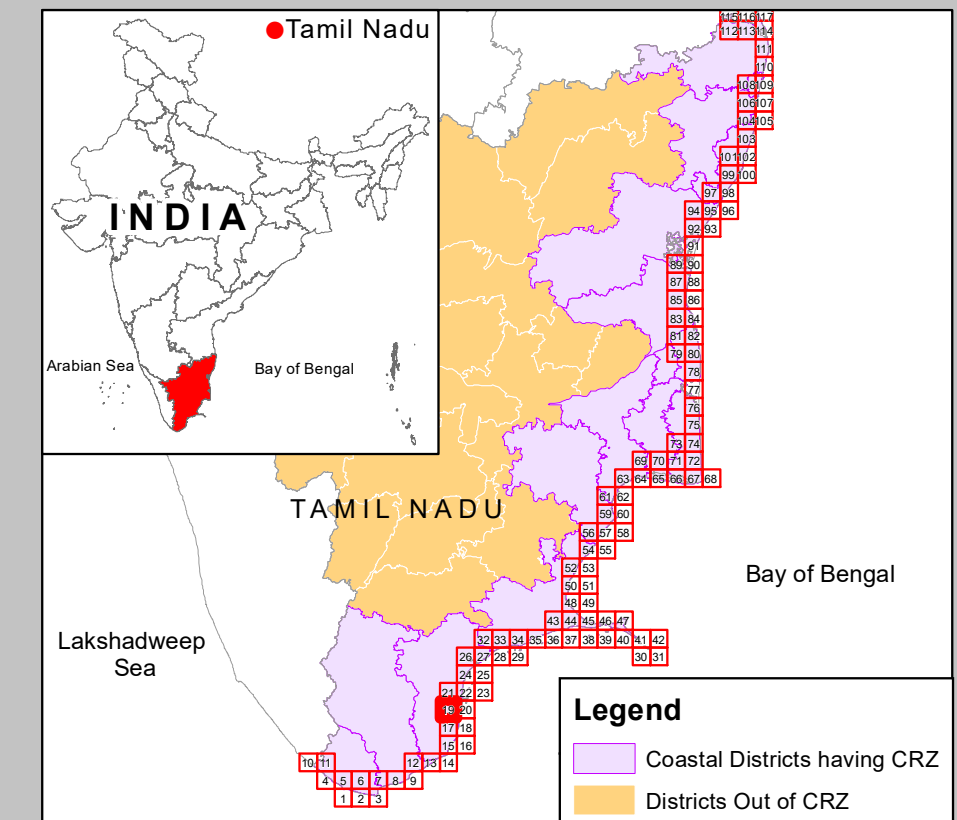 Tamil Nadu
INDIA
Arabian Sea
Bay of Bengal
115 116 117
112 113 114
111
110
108 109
106 107
104 105
103
101 102
99 100
97 98
94 95 96
92 93
91
89 90
87 88
85 86
83 84
81 82
79 80
78
77
76
75
73 74
69 70 71 72
63 64 65 66 67 68
61 62
TAMIL NADU
59 60
56 57 58
54 55
52 53
Bay of Bengal
50 51
48 49
43 44 45 46 47
32 33 34 35 36 37 38 39 40 41 42
Lakshadweep
Sea
26 27 28 29 30 31
24 25
21 22 23
19 20
17 18
15 16
10 11 12 13 14
4 5 6 7 8 9
1 2 3
Legend
Coastal Districts having CRZ
Districts Out of CRZ